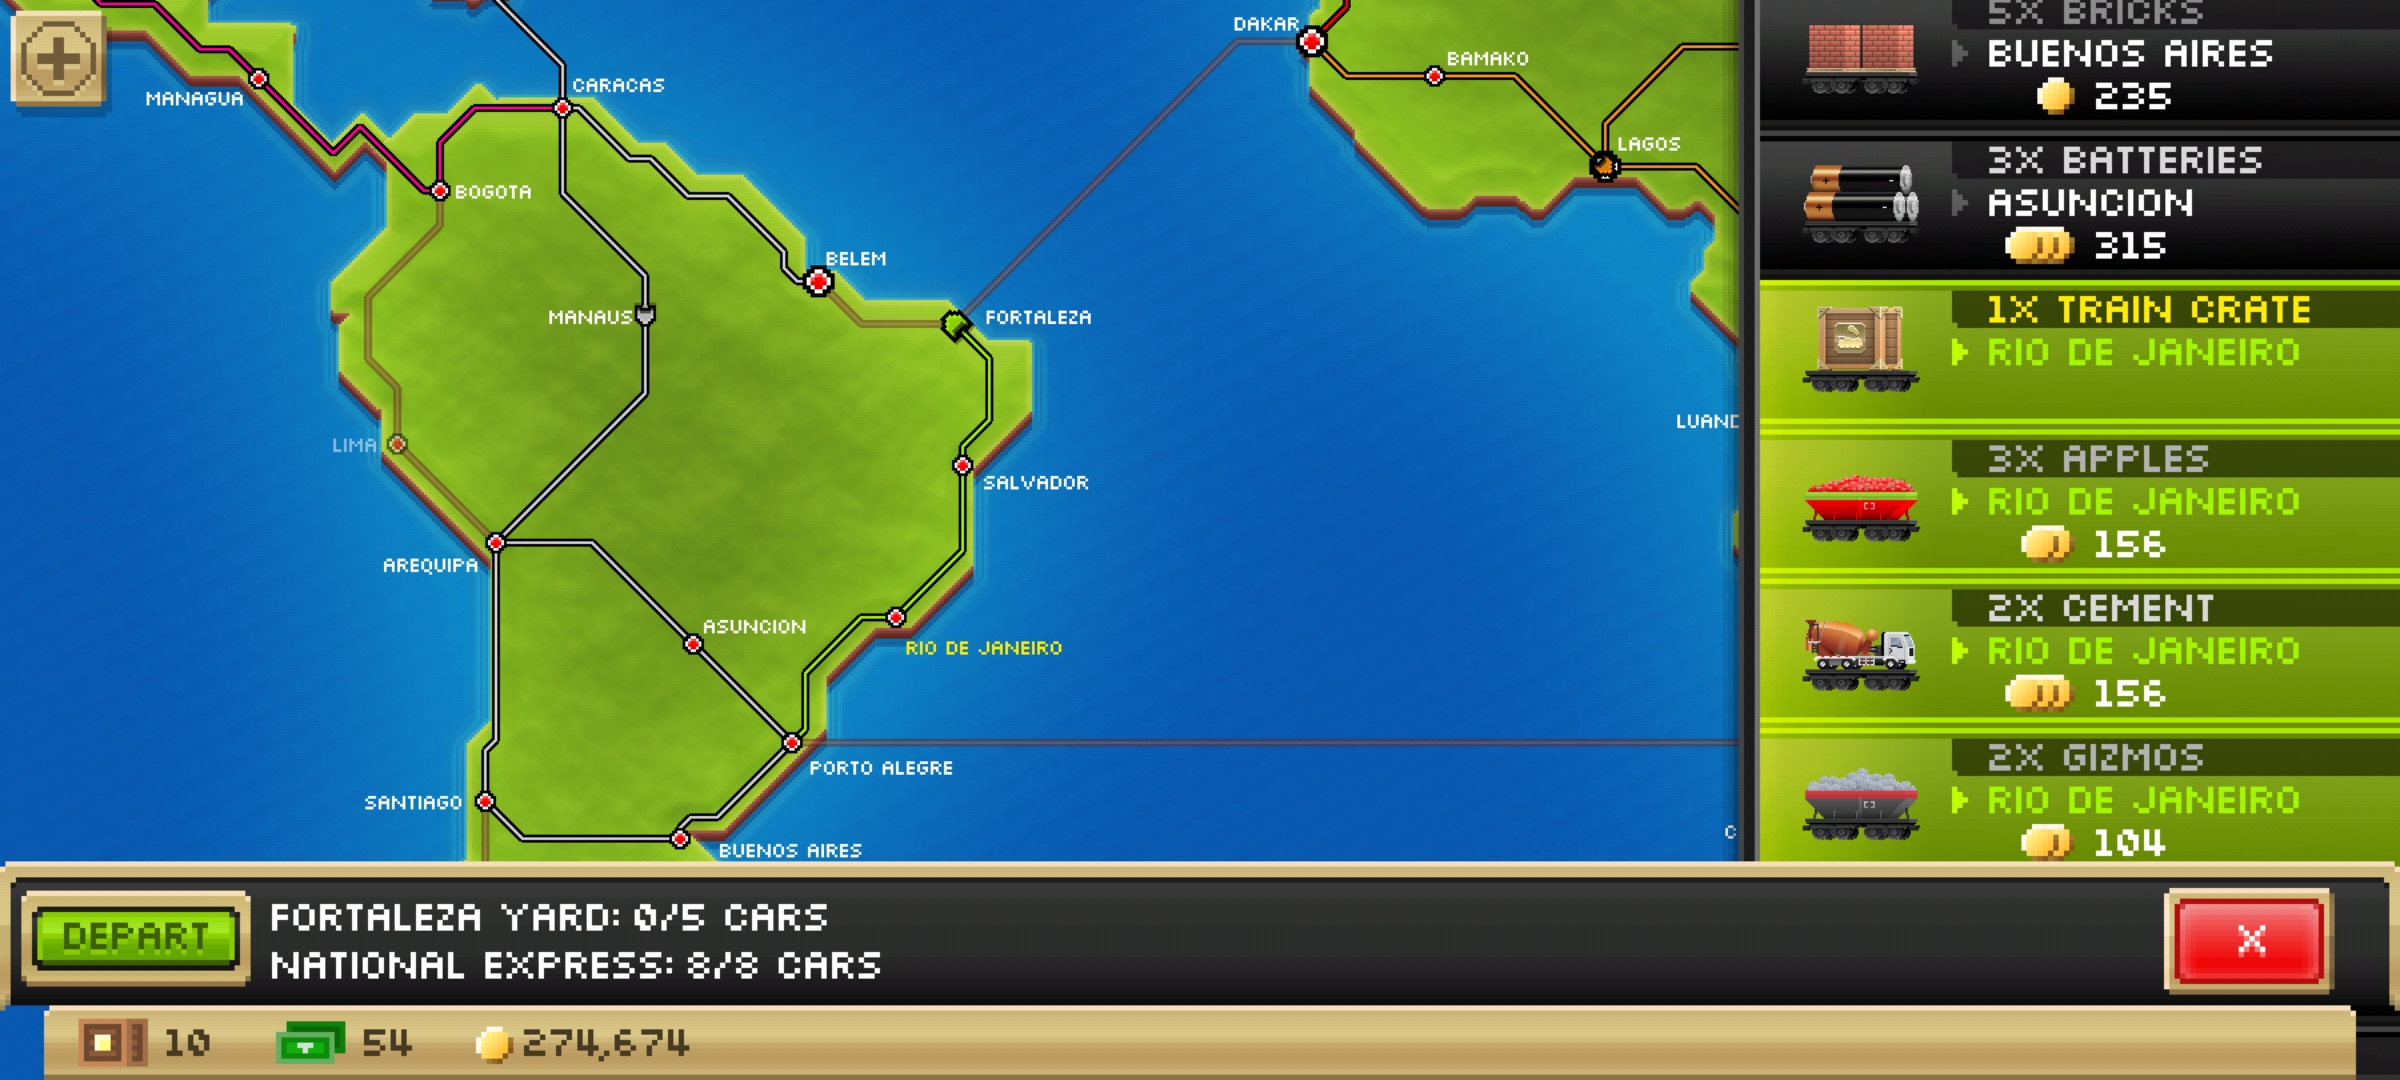 DAKAR
BAMAKO
CARACAS
MANAGUA
LAGOS
BOGOTA
BELEM
MANAUS
FORTALEZA
LIMA
SALVADOR
AREQUIPA
ASUNCION
RIO DE JANEIRO
PORTO ALEGRE
SANTIAGO
BUENOS AIRES
LUAND
C
5X BRICKS
BUENOS AIRES
235
3X BATTERIES
ASUNCION
315
1X TRAIN CRATE
RIO DE JANEIRO
3X APPLES
RIO DE JANEIRO
156
2X CEMENT
RIO DE JANEIRO
156
2X GIZMOS
RIO DE JANEIRO
104
DEPART
FORTALEZA YARD: 0/5 CARS
NATIONAL EXPRESS: 8/8 CARS
X
10
54
274,674